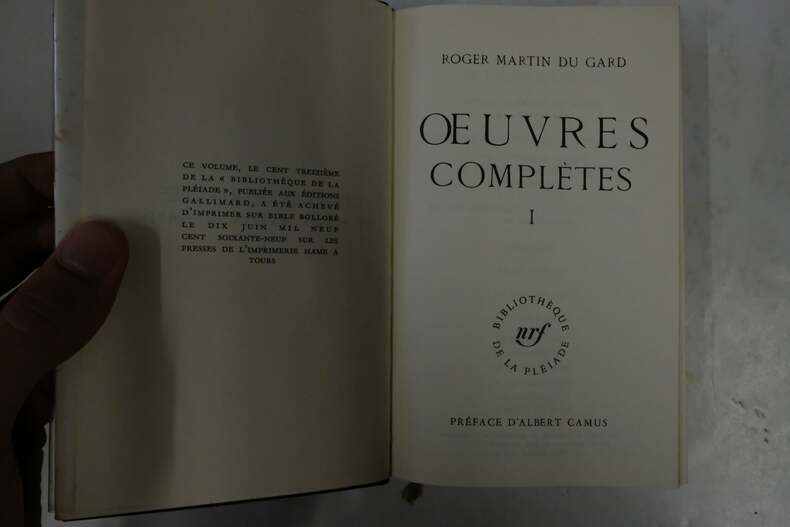 CE VOLUME, LE CENT TREIZIÈME
DE LA « BIBLIOTHÈQUE DE LA
PLÉIADE », PUBLIÉE AUX ÉDITIONS
GALLIMARD, A ÉTÉ ACHEVÉ
D'IMPRIMER SUR BIBLE BOLLORÉ
LE DIX JUIN MIL NEUF
CENT SOIXANTE-NEUF SUR LES
PRESSES DE L'IMPRIMERIE MAME A
TOURS
ROGER MARTIN DU GARD
ŒUVRES
COMPLÈTES
I
BIBLIOTHÈQUE
nrf
DE LA PLÉIADE
PRÉFACE D'ALBERT CAMUS